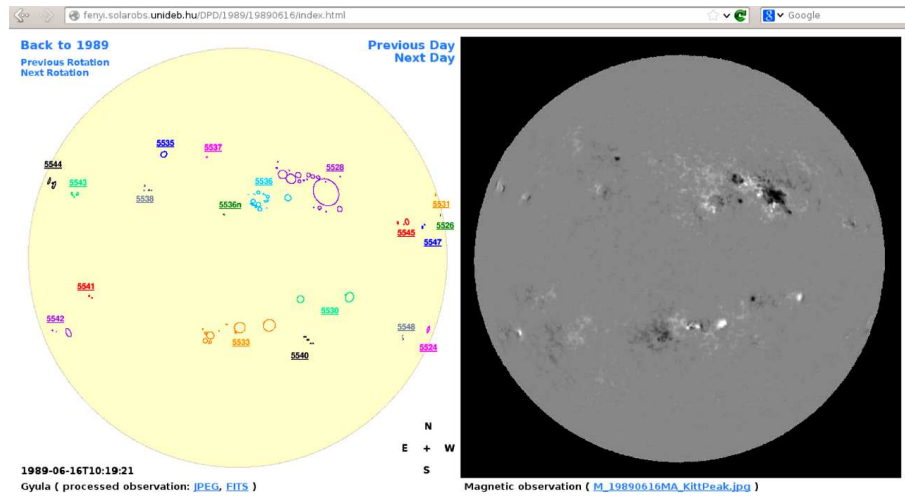 fenyi.solarobs.unideb.hu/DPD/1989/19890616/index.html
Google
Back to 1989
Previous Rotation
Next Rotation
Previous Day
Next Day
5535
5537
5544
5543
5538
5536
5528
5536n
5531
5526
5545
5547
5541
5542
5530
5533
5540
5546
5524
N
E + W
S
1989-06-16T10:19:21
Gyula ( processed observation: JPEG, FITS )
Magnetic observation ( M_19890616MA_KittPeak.jpg )